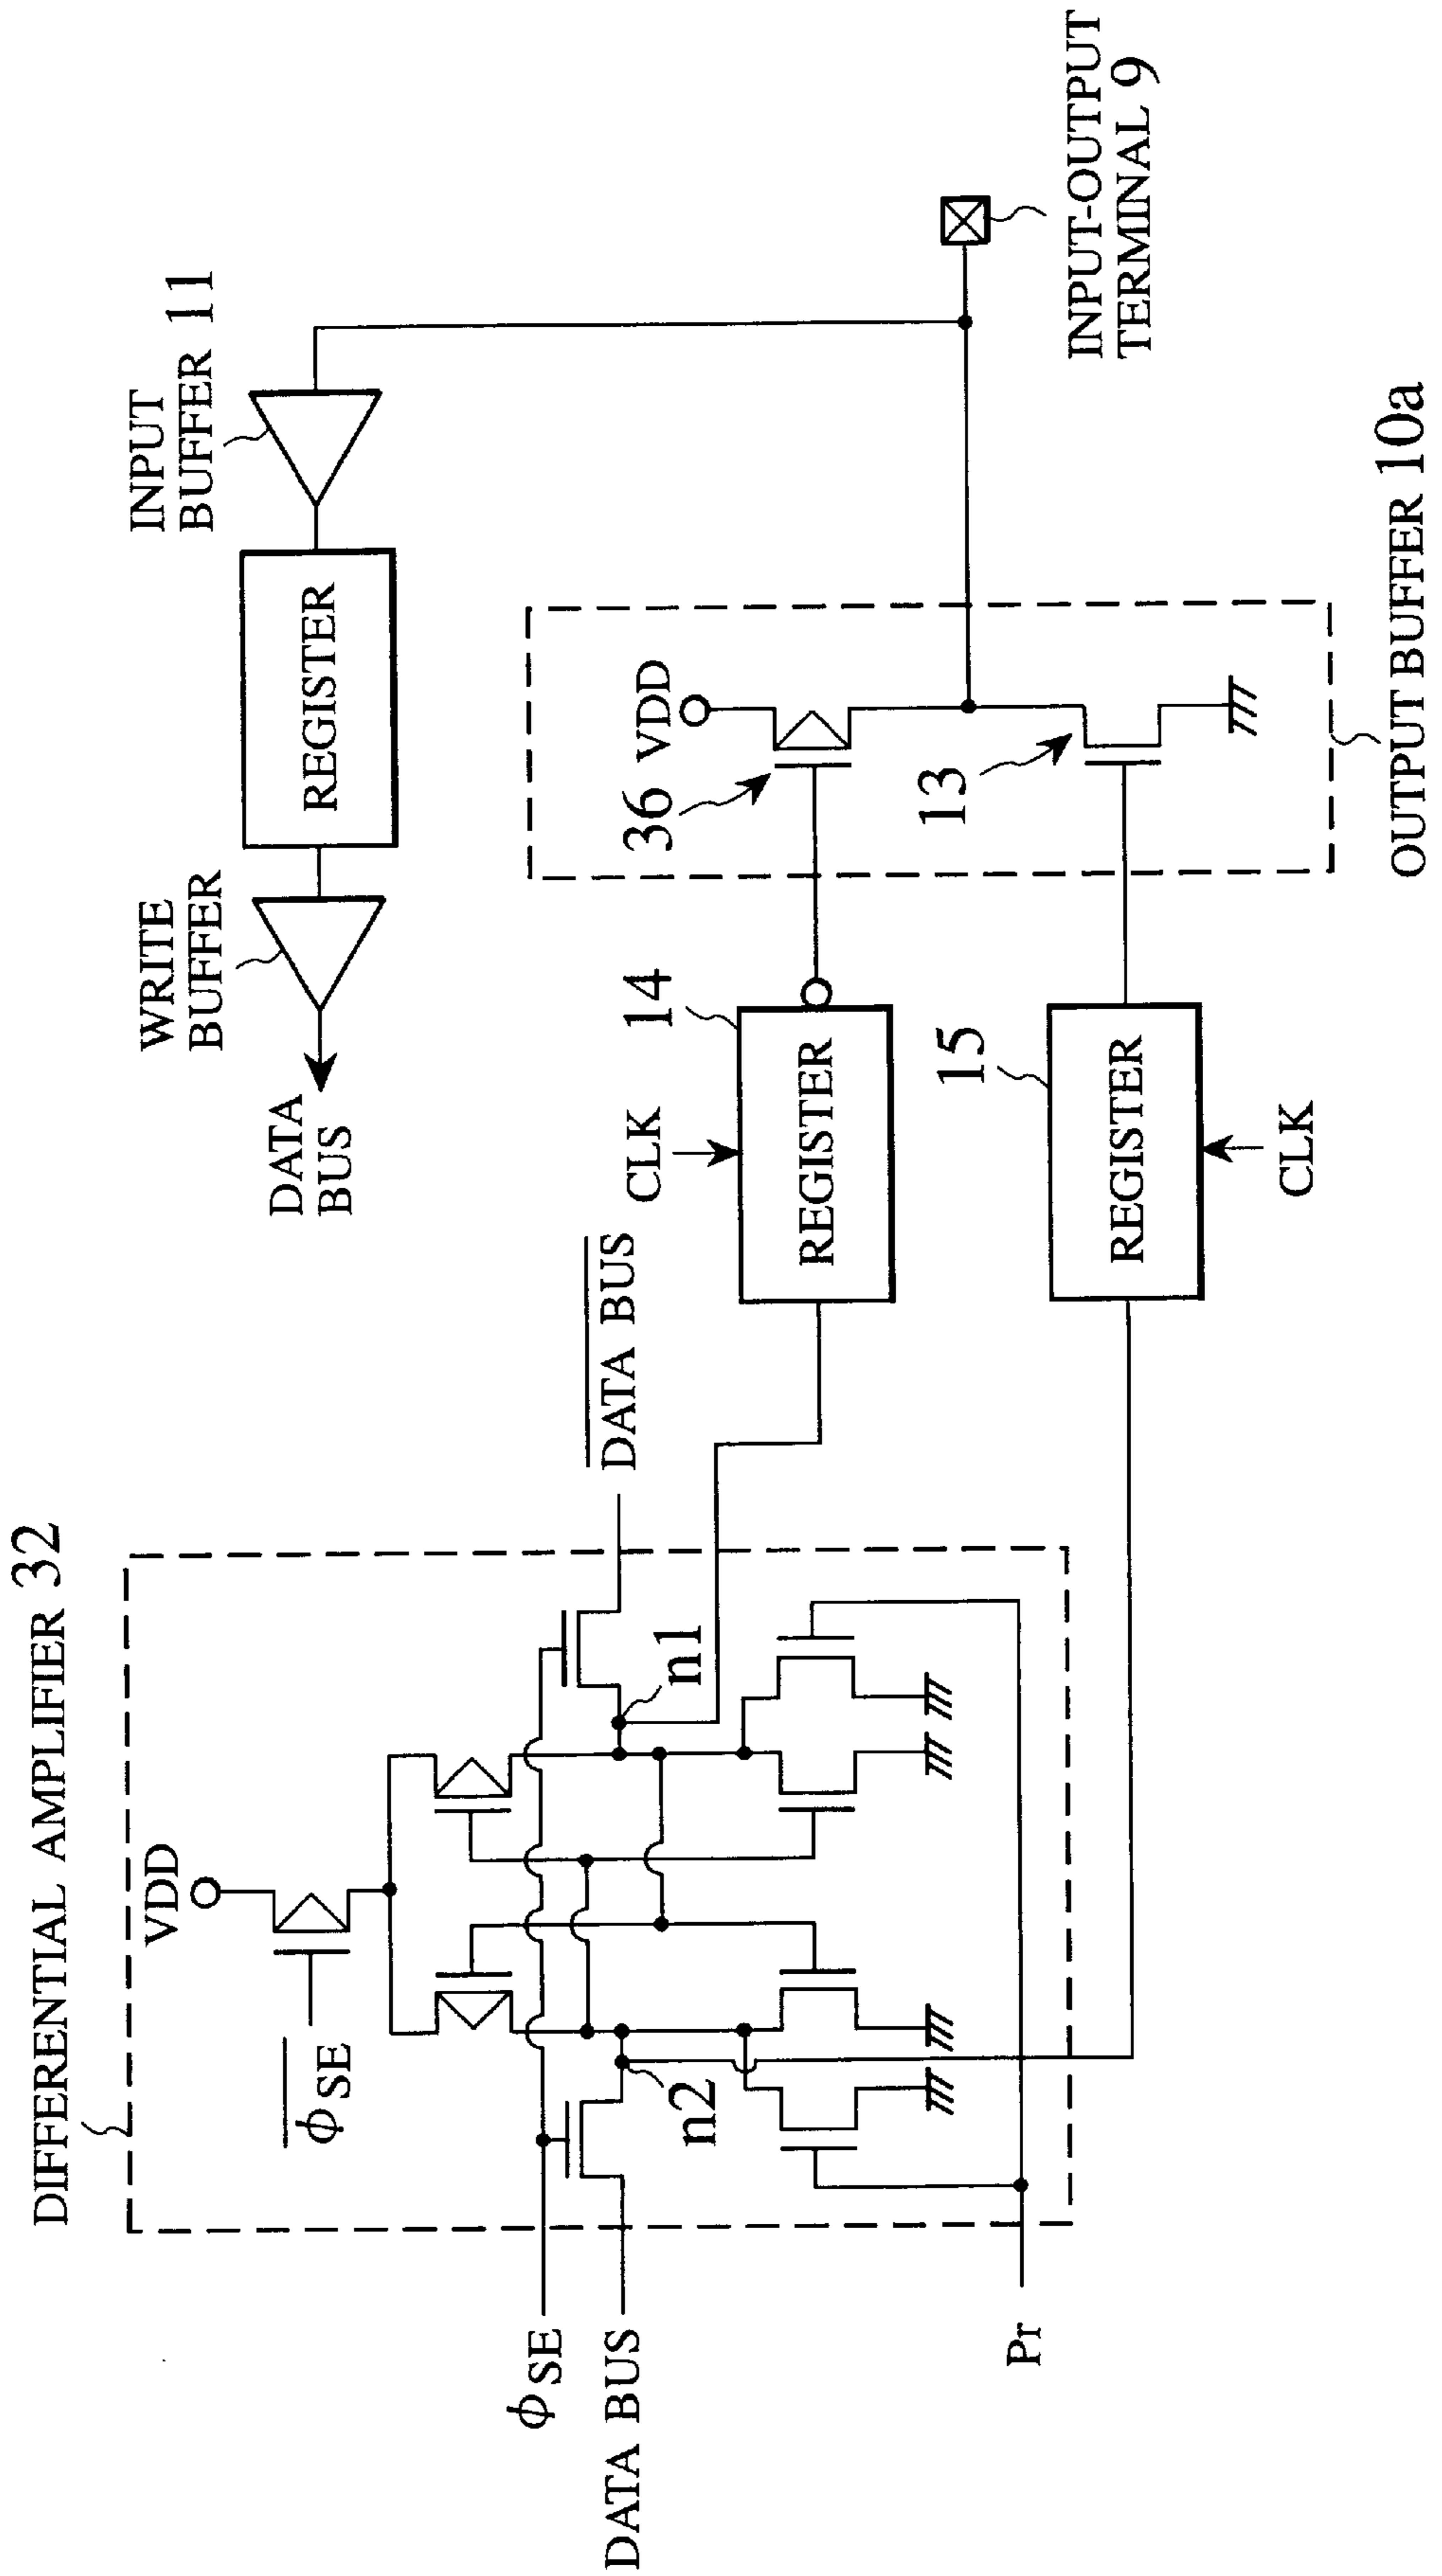 DIFFERENTIAL AMPLIFIER 32
VDD
φSE
φSE
DATA BUS
n2
n1
Pr
DATA BUS
DATA
BUS
WRITE
BUFFER
REGISTER
INPUT
BUFFER 11
CLK
14
REGISTER
15
REGISTER
CLK
36
VDD
13
OUTPUT BUFFER 10a
INPUT-OUTPUT
TERMINAL 9